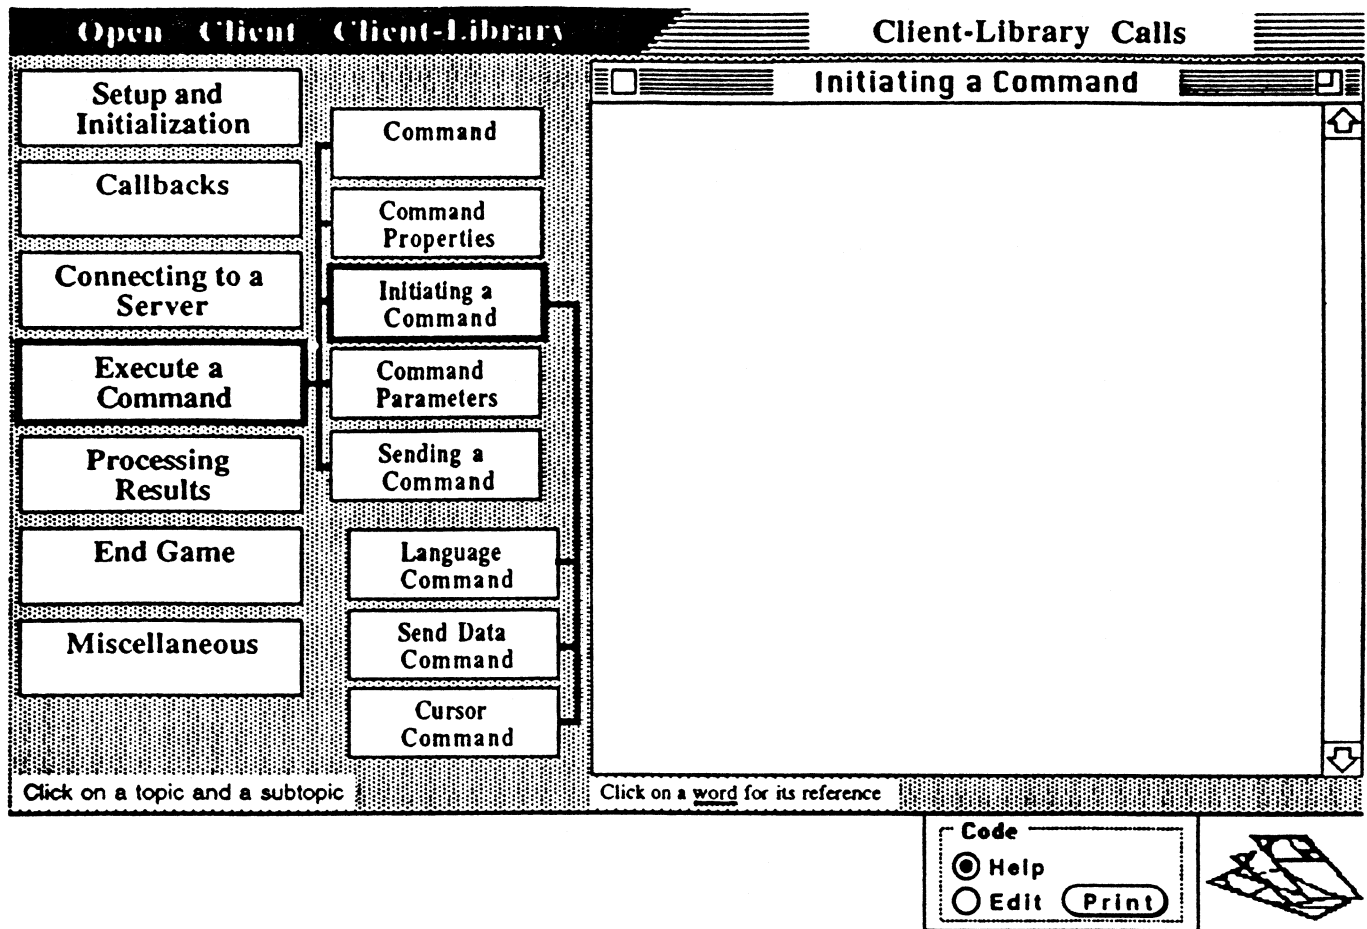 Open Client Client-Library
Client-Library Calls
Setup and
Initialization
Callbacks
Connecting to a
Server
Execute a
Command
Processing
Results
End Game
Miscellaneous
Click on a topic and a subtopic
Command
Command
Properties
Initiating a
Command
Command
Parameters
Sending a
Command
Language
Command
Send Data
Command
Cursor
Command
Initiating a Command
Click on a word for its reference
Code
Help
Edit
Print